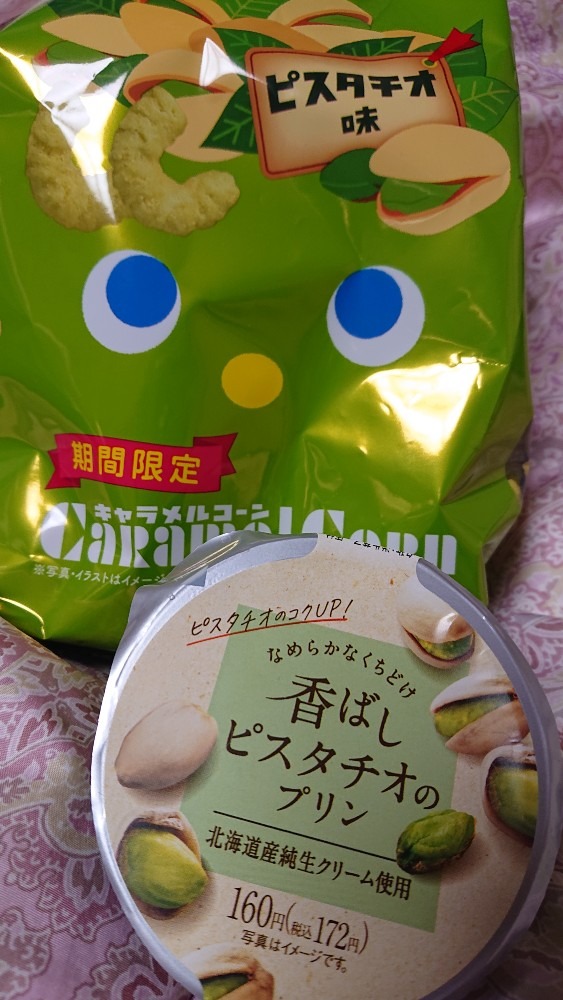 ピスタチオ
味
期間限定
キャラメルコーン
Caramel Corn
※写真・イラストはイメージ
ピスタチオのコクUP!
なめらかなくちどけ
香ばし
ピスタチオの
プリン
北海道産純生クリーム使用
160円(税込172円)
写真はイメージです。